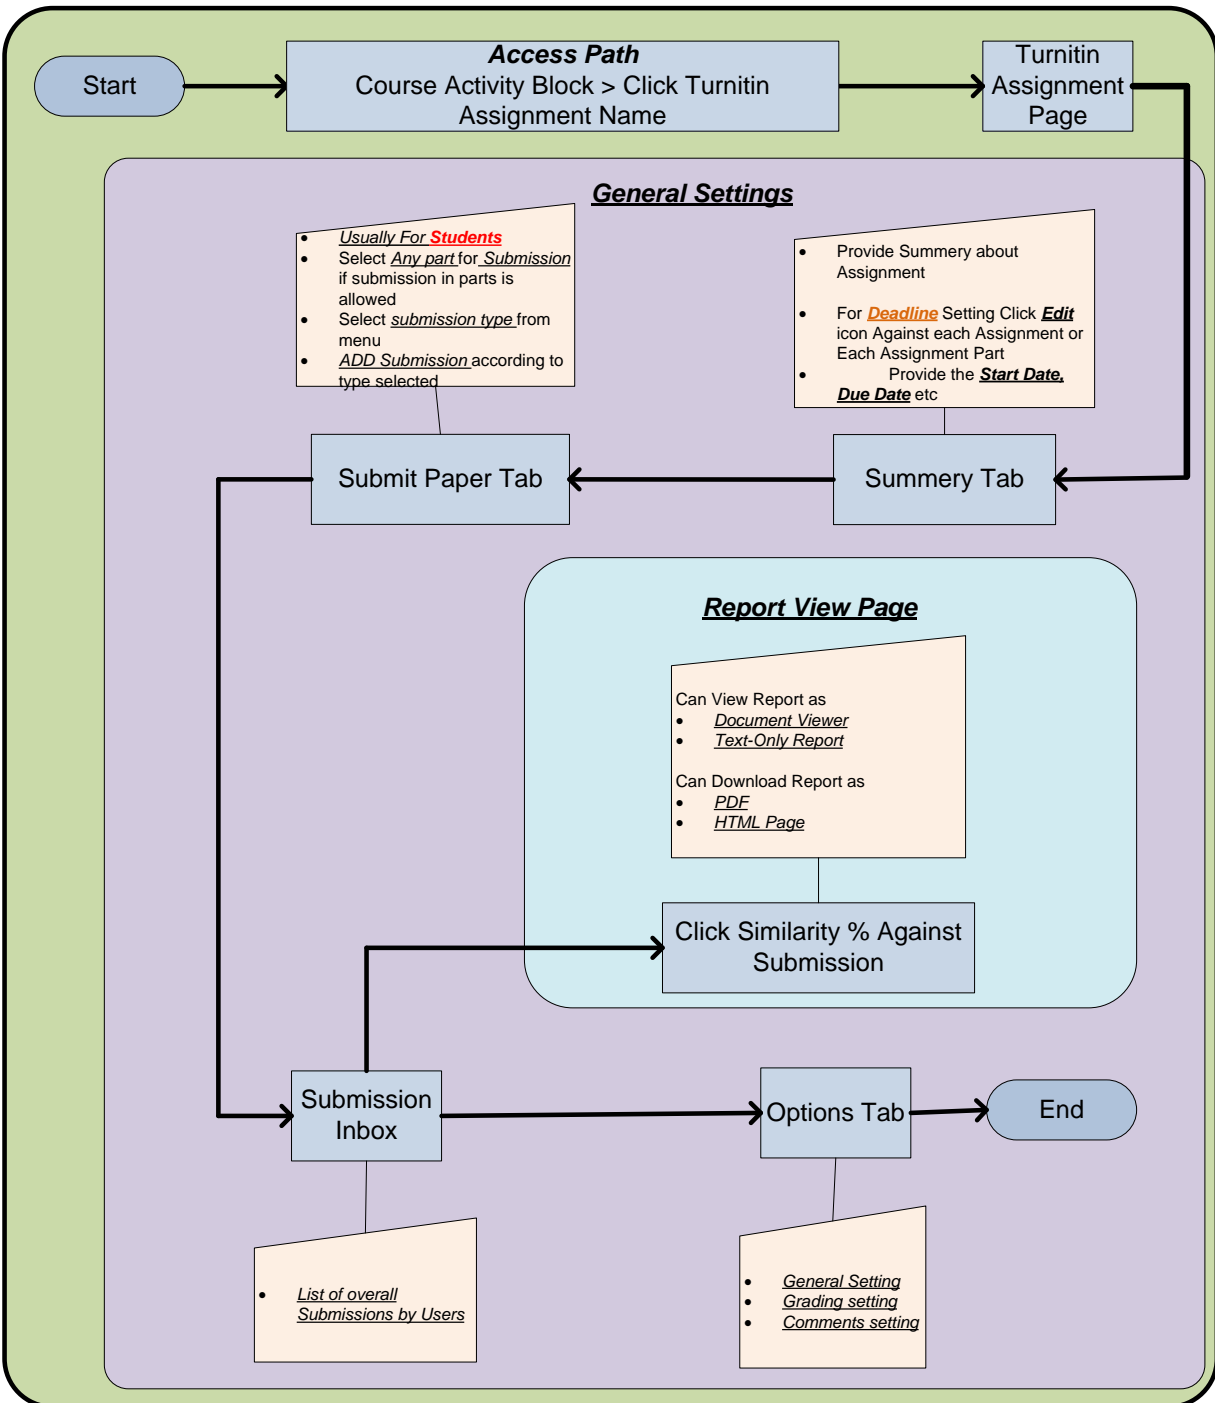 Start
Access Path
Course Activity Block > Click Turnitin
Assignment Name
Turnitin
Assignment
Page
General Settings
• Usually For Students
• Select Any part for Submission
if submission in parts is
allowed
• Select submission type from
menu
• ADD Submission according to
type selected
• Provide Summery about
Assignment
• For Deadline Setting Click Edit
icon Against each Assignment or
Each Assignment Part
• Provide the Start Date,
Due Date etc
Submit Paper Tab
Summery Tab
Report View Page
Can View Report as
• Document Viewer
• Text-Only Report
Can Download Report as
• PDF
• HTML Page
Click Similarity % Against
Submission
Submission
Inbox
Options Tab
End
• List of overall
Submissions by Users
• General Setting
• Grading setting
• Comments setting